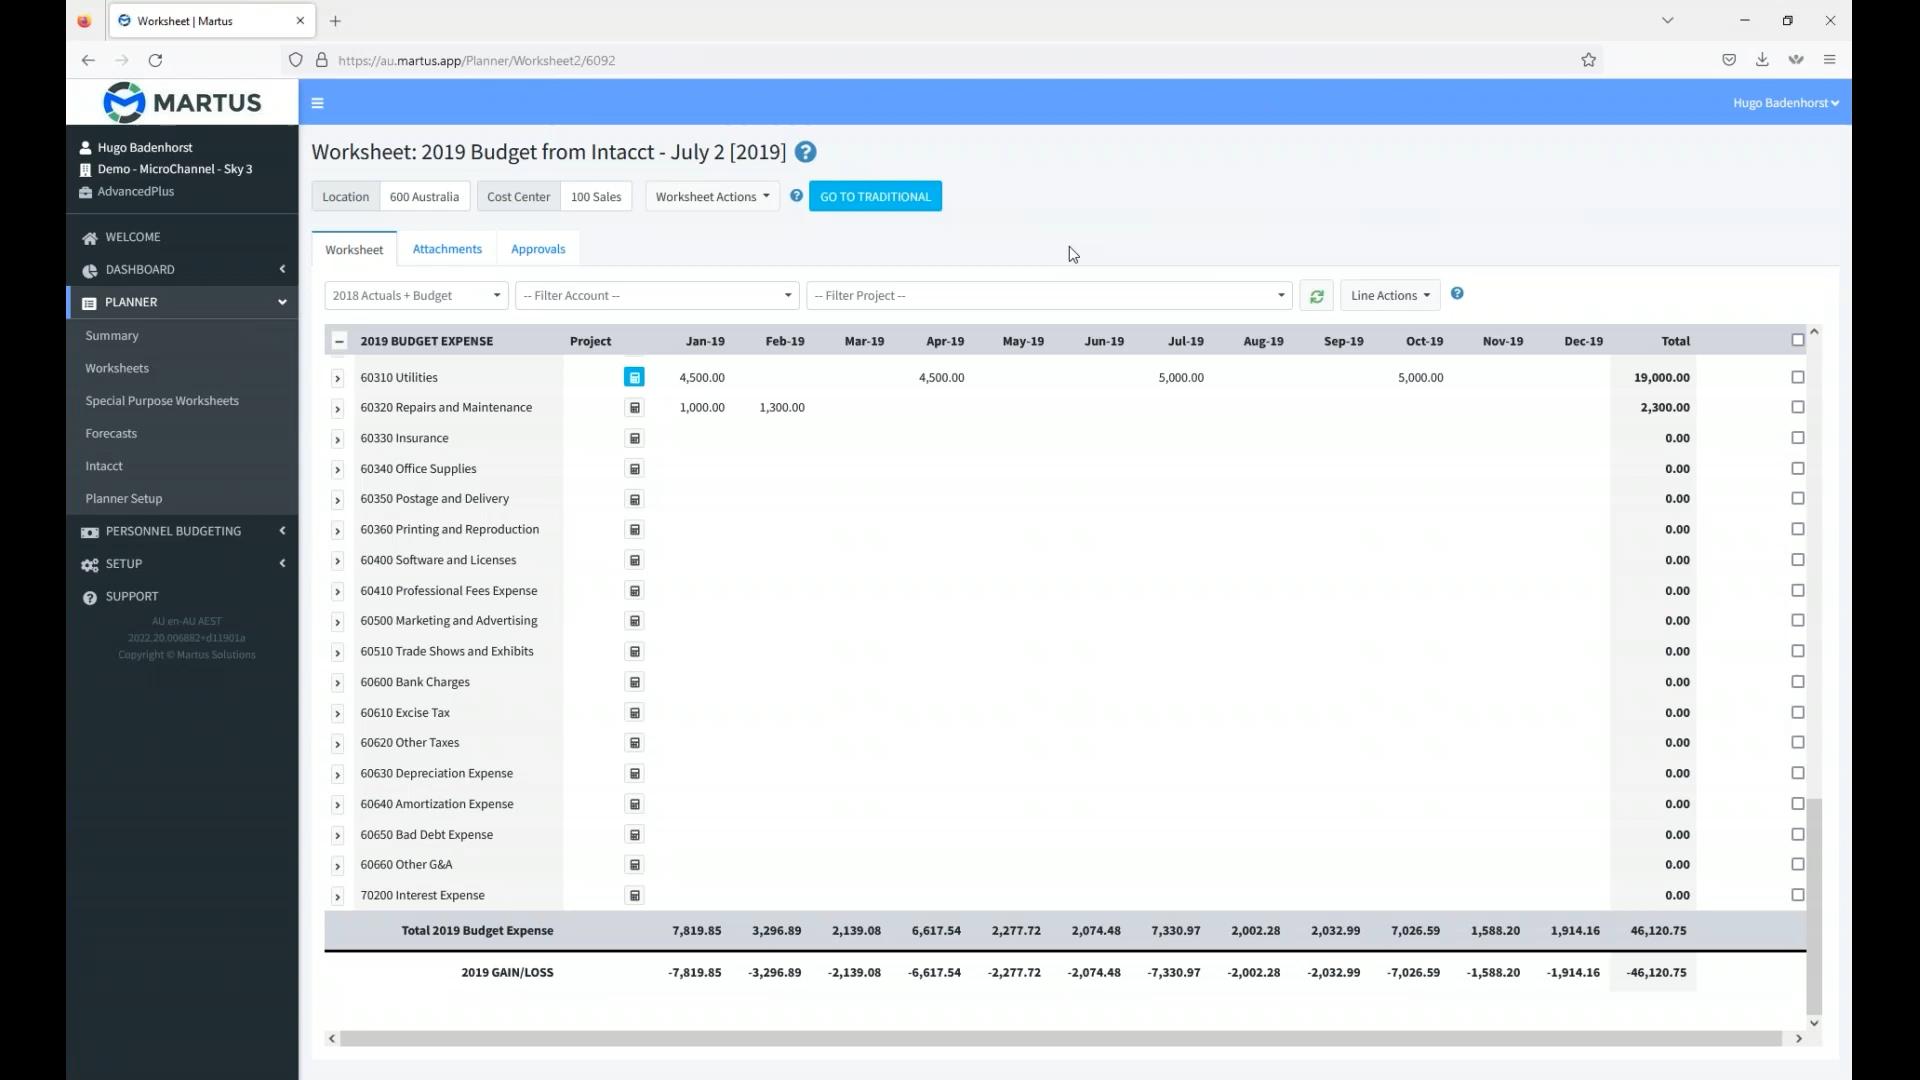 Worksheet | Martus
https://au.martus.app/Planner/Worksheet2/6092
MARTUS
Hugo Badenhorst
Hugo Badenhorst
Demo - MicroChannel - Sky 3
AdvancedPlus
WELCOME
DASHBOARD
PLANNER
Summary
Worksheets
Special Purpose Worksheets
Forecasts
Intacct
Planner Setup
PERSONNEL BUDGETING
SETUP
SUPPORT
AU en-AU AEST
2022.20.006882+d11901a
Copyright © Martus Solutions
Worksheet: 2019 Budget from Intacct - July 2 [2019] ?
Location 600 Australia Cost Center 100 Sales Worksheet Actions ? GO TO TRADITIONAL
Worksheet Attachments Approvals
2018 Actuals + Budget -- Filter Account -- -- Filter Project -- Line Actions ?
2019 BUDGET EXPENSE Project Jan-19 Feb-19 Mar-19 Apr-19 May-19 Jun-19 Jul-19 Aug-19 Sep-19 Oct-19 Nov-19 Dec-19 Total
60310 Utilities 4,500.00 4,500.00 5,000.00 5,000.00 19,000.00
60320 Repairs and Maintenance 1,000.00 1,300.00 2,300.00
60330 Insurance 0.00
60340 Office Supplies 0.00
60350 Postage and Delivery 0.00
60360 Printing and Reproduction 0.00
60400 Software and Licenses 0.00
60410 Professional Fees Expense 0.00
60500 Marketing and Advertising 0.00
60510 Trade Shows and Exhibits 0.00
60600 Bank Charges 0.00
60610 Excise Tax 0.00
60620 Other Taxes 0.00
60630 Depreciation Expense 0.00
60640 Amortization Expense 0.00
60650 Bad Debt Expense 0.00
60660 Other G&A 0.00
70200 Interest Expense 0.00
Total 2019 Budget Expense 7,819.85 3,296.89 2,139.08 6,617.54 2,277.72 2,074.48 7,330.97 2,002.28 2,032.99 7,026.59 1,588.20 1,914.16 46,120.75
2019 GAIN/LOSS -7,819.85 -3,296.89 -2,139.08 -6,617.54 -2,277.72 -2,074.48 -7,330.97 -2,002.28 -2,032.99 -7,026.59 -1,588.20 -1,914.16 -46,120.75